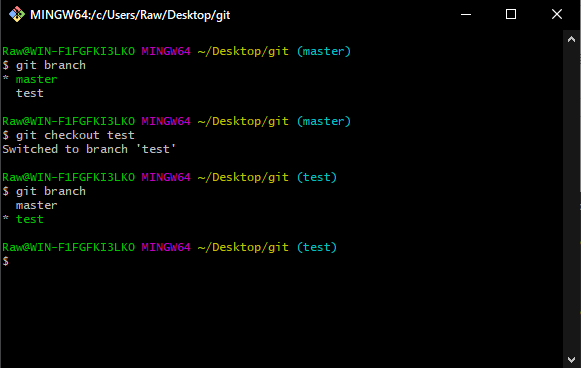 MINGW64:/c/Users/Raw/Desktop/git
Raw@WIN-F1FGFKI3LKO MINGW64 ~/Desktop/git (master)
$ git branch
* master
  test
Raw@WIN-F1FGFKI3LKO MINGW64 ~/Desktop/git (master)
$ git checkout test
Switched to branch 'test'
Raw@WIN-F1FGFKI3LKO MINGW64 ~/Desktop/git (test)
$ git branch
  master
* test
Raw@WIN-F1FGFKI3LKO MINGW64 ~/Desktop/git (test)
$